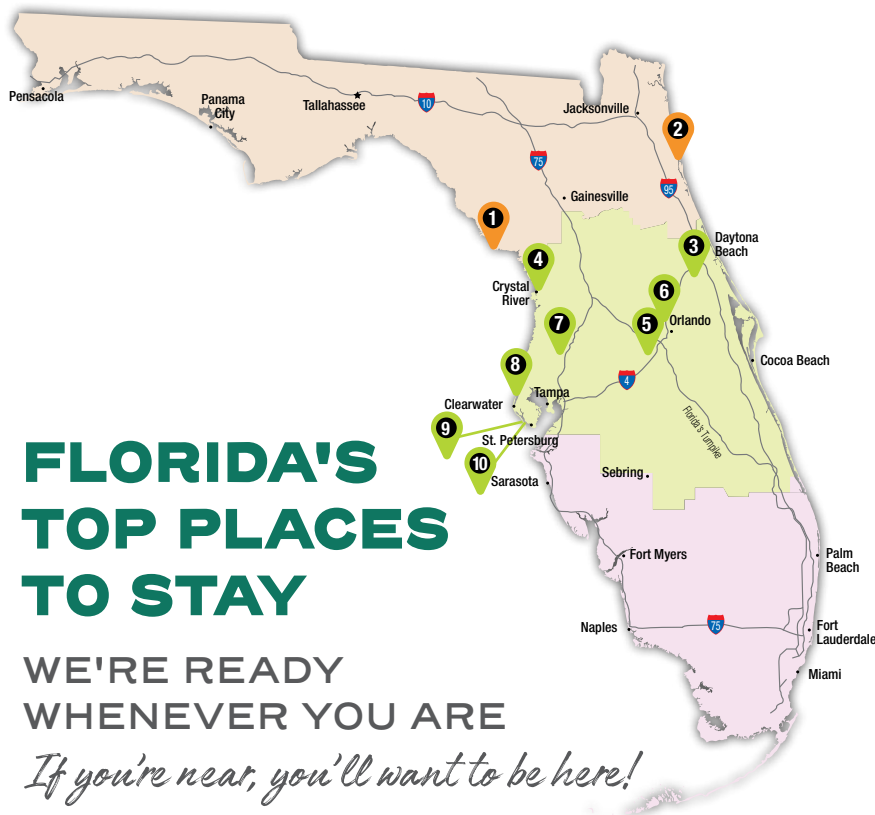 Pensacola
Panama
City
Tallahassee
10
Jacksonville
2
75
95
Gainesville
1
3
Daytona
Beach
4
Crystal
River
6
7
5
Orlando
8
Cocoa Beach
4
Tampa
Clearwater
9
St. Petersburg
Florida's Turnpike
10
Sarasota
Sebring
FLORIDA'S
TOP PLACES
TO STAY
Fort Myers
Palm
Beach
Naples
75
Fort
Lauderdale
Miami
WE'RE READY
WHENEVER YOU ARE
If you're near, you'll want to be here!